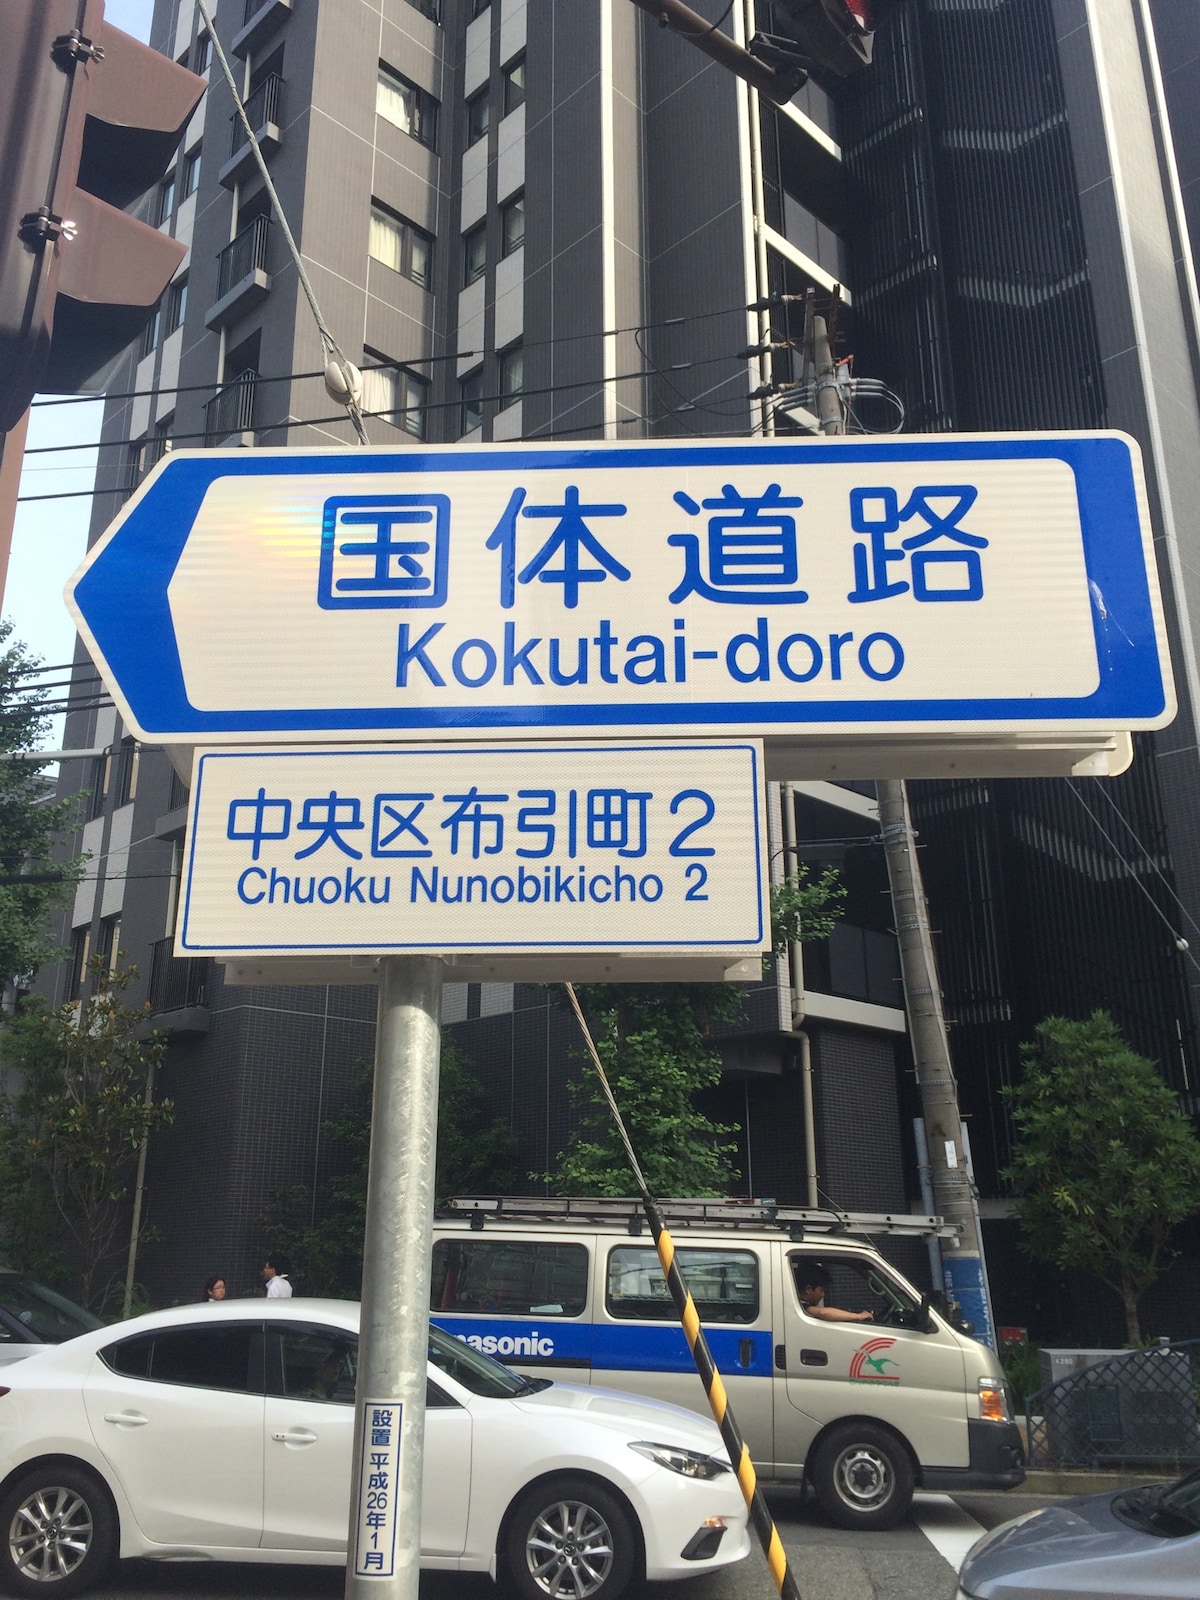 国体道路
Kokutai-doro
中央区布引町2
Chuoku Nunobikicho 2
nasonic
設置 平成26年1月